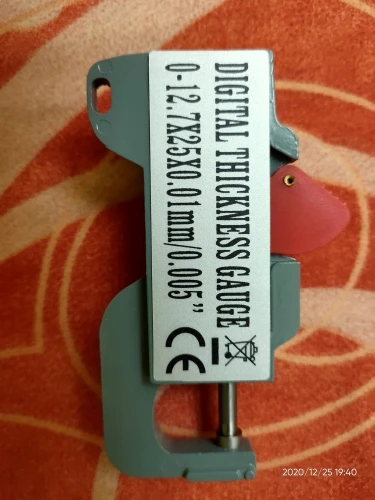 DIGITAL THICKNESS GAUGE
0-12.7X25X0.01mm/0.005”
CE
2020/12/25 19:40